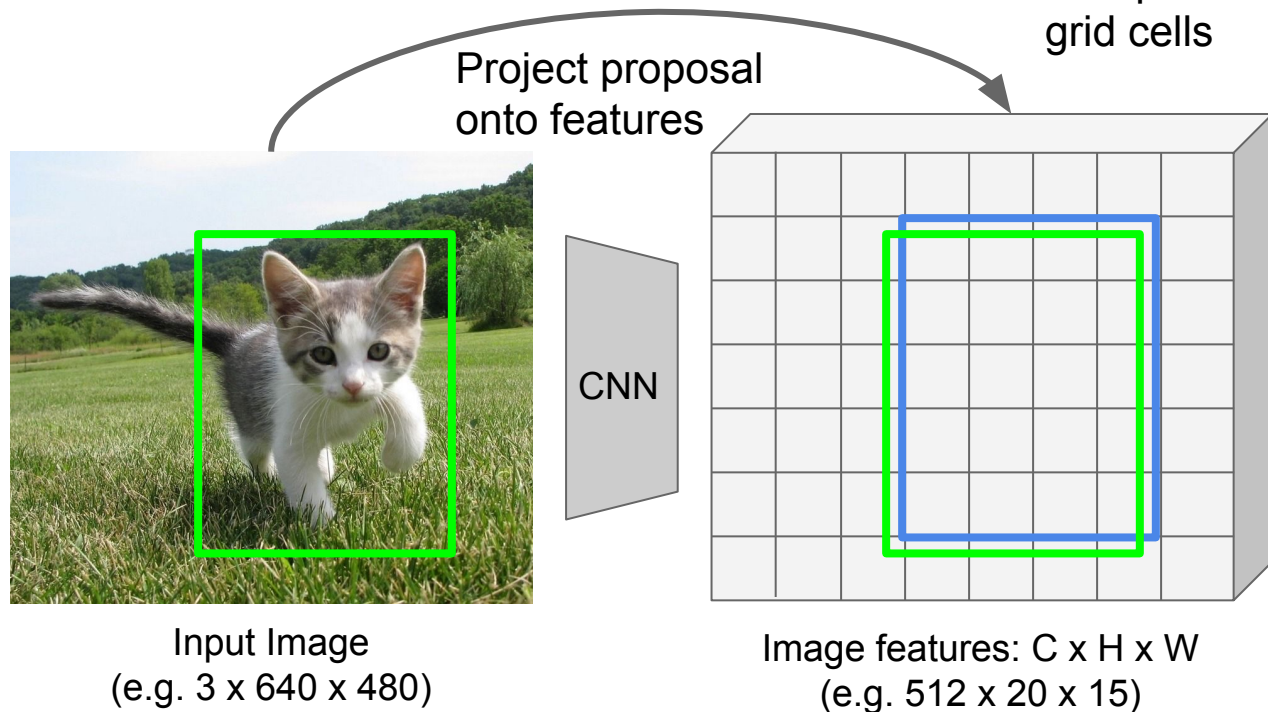 grid cells
Project proposal
onto features
CNN
Input Image
(e.g. 3 x 640 x 480)
Image features: C x H x W
(e.g. 512 x 20 x 15)